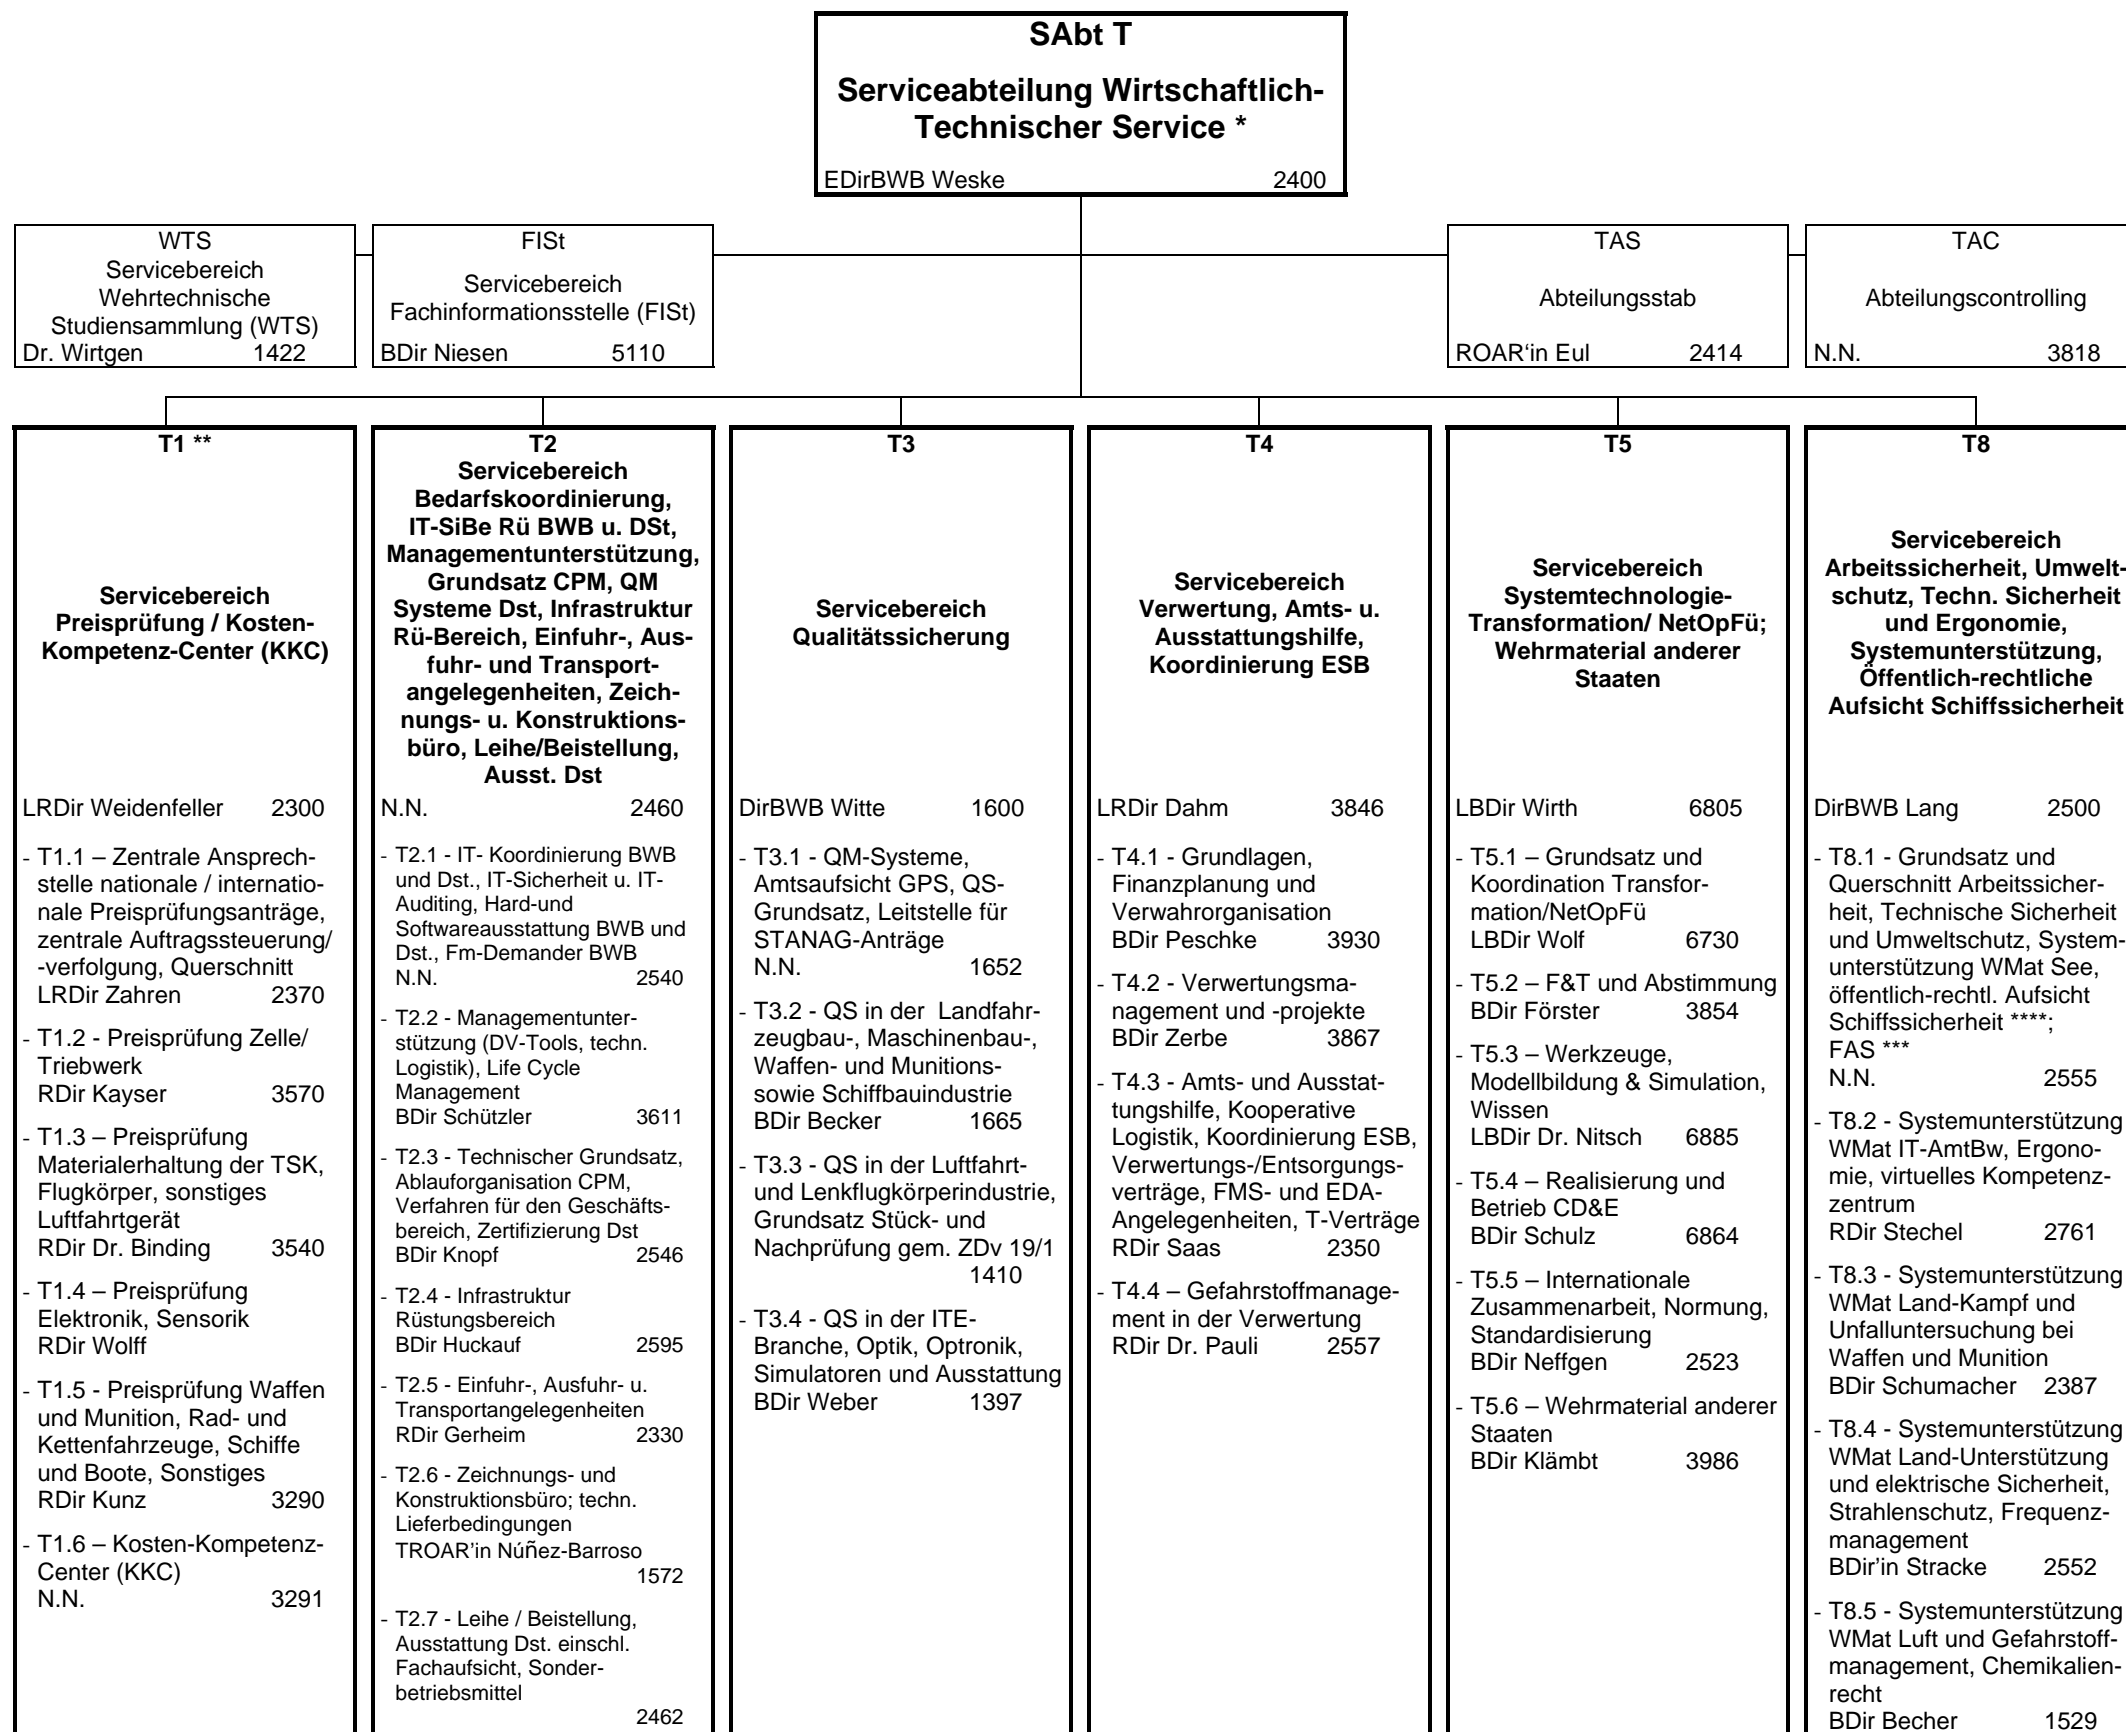 SAbt T
Serviceabteilung Wirtschaftlich-
Technischer Service *
EDirBWB Weske 2400
WTS
Servicebereich
Wehrtechnische
Studiensammlung (WTS)
Dr. Wirtgen 1422
FISt
Servicebereich
Fachinformationsstelle (FISt)
BDir Niesen 5110
TAS
Abteilungsstab
ROAR‘in Eul 2414
TAC
Abteilungscontrolling
N.N. 3818
T1 **
Servicebereich
Preisprüfung / Kosten-
Kompetenz-Center (KKC)
LRDir Weidenfeller 2300
- T1.1 – Zentrale Ansprech-
stelle nationale / internatio-
nale Preisprüfungsanträge,
zentrale Auftragssteuerung/
-verfolgung, Querschnitt
LRDir Zahren 2370
- T1.2 - Preisprüfung Zelle/
Triebwerk
RDir Kayser 3570
- T1.3 – Preisprüfung
Materialerhaltung der TSK,
Flugkörper, sonstiges
Luftfahrtgerät
RDir Dr. Binding 3540
- T1.4 – Preisprüfung
Elektronik, Sensorik
RDir Wolff
- T1.5 - Preisprüfung Waffen
und Munition, Rad- und
Kettenfahrzeuge, Schiffe
und Boote, Sonstiges
RDir Kunz 3290
- T1.6 – Kosten-Kompetenz-
Center (KKC)
N.N. 3291
T2
Servicebereich
Bedarfskoordinierung,
IT-SiBe Rü BWB u. DSt,
Managementunterstützung,
Grundsatz CPM, QM
Systeme Dst, Infrastruktur
Rü-Bereich, Einfuhr-, Aus-
fuhr- und Transport-
angelegenheiten, Zeich-
nungs- u. Konstruktions-
büro, Leihe/Beistellung,
Ausst. Dst
N.N. 2460
- T2.1 - IT- Koordinierung BWB
und Dst., IT-Sicherheit u. IT-
Auditing, Hard-und
Softwareausstattung BWB und
Dst., Fm-Demander BWB
N.N. 2540
- T2.2 - Managementunter-
stützung (DV-Tools, techn.
Logistik), Life Cycle
Management
BDir Schützler 3611
- T2.3 - Technischer Grundsatz,
Ablauforganisation CPM,
Verfahren für den Geschäfts-
bereich, Zertifizierung Dst
BDir Knopf 2546
- T2.4 - Infrastruktur
Rüstungsbereich
BDir Huckauf 2595
- T2.5 - Einfuhr-, Ausfuhr- u.
Transportangelegenheiten
RDir Gerheim 2330
- T2.6 - Zeichnungs- und
Konstruktionsbüro; techn.
Lieferbedingungen
TROAR’in Núñez-Barroso
1572
- T2.7 - Leihe / Beistellung,
Ausstattung Dst. einschl.
Fachaufsicht, Sonder-
betriebsmittel
2462
T3
Servicebereich
Qualitätssicherung
DirBWB Witte 1600
- T3.1 - QM-Systeme,
Amtsaufsicht GPS, QS-
Grundsatz, Leitstelle für
STANAG-Anträge
N.N. 1652
- T3.2 - QS in der Landfahr-
zeugbau-, Maschinenbau-,
Waffen- und Munitions-
sowie Schiffbauindustrie
BDir Becker 1665
- T3.3 - QS in der Luftfahrt-
und Lenkflugkörperindustrie,
Grundsatz Stück- und
Nachprüfung gem. ZDv 19/1
1410
- T3.4 - QS in der ITE-
Branche, Optik, Optronik,
Simulatoren und Ausstattung
BDir Weber 1397
T4
Servicebereich
Verwertung, Amts- u.
Ausstattungshilfe,
Koordinierung ESB
LRDir Dahm 3846
- T4.1 - Grundlagen,
Finanzplanung und
Verwahrorganisation
BDir Peschke 3930
- T4.2 - Verwertungsma-
nagement und -projekte
BDir Zerbe 3867
- T4.3 - Amts- und Ausstat-
tungshilfe, Kooperative
Logistik, Koordinierung ESB,
Verwertungs-/Entsorgungs-
verträge, FMS- und EDA-
Angelegenheiten, T-Verträge
RDir Saas 2350
- T4.4 – Gefahrstoffmanage-
ment in der Verwertung
RDir Dr. Pauli 2557
T5
Servicebereich
Systemtechnologie-
Transformation/ NetOpFü;
Wehrmaterial anderer
Staaten
LBDir Wirth 6805
- T5.1 – Grundsatz und
Koordination Transfor-
mation/NetOpFü
LBDir Wolf 6730
- T5.2 – F&T und Abstimmung
BDir Förster 3854
- T5.3 – Werkzeuge,
Modellbildung & Simulation,
Wissen
LBDir Dr. Nitsch 6885
- T5.4 – Realisierung und
Betrieb CD&E
BDir Schulz 6864
- T5.5 – Internationale
Zusammenarbeit, Normung,
Standardisierung
BDir Neffgen 2523
- T5.6 – Wehrmaterial anderer
Staaten
BDir Klämbt 3986
T8
Servicebereich
Arbeitssicherheit, Umwelt-
schutz, Techn. Sicherheit
und Ergonomie,
Systemunterstützung,
Öffentlich-rechtliche
Aufsicht Schiffssicherheit
DirBWB Lang 2500
- T8.1 - Grundsatz und
Querschnitt Arbeitssicher-
heit, Technische Sicherheit
und Umweltschutz, System-
unterstützung WMat See,
öffentlich-rechtl. Aufsicht
Schiffssicherheit ****;
FAS ***
N.N. 2555
- T8.2 - Systemunterstützung
WMat IT-AmtBw, Ergono-
mie, virtuelles Kompetenz-
zentrum
RDir Stechel 2761
- T8.3 - Systemunterstützung
WMat Land-Kampf und
Unfalluntersuchung bei
Waffen und Munition
BDir Schumacher 2387
- T8.4 - Systemunterstützung
WMat Land-Unterstützung
und elektrische Sicherheit,
Strahlenschutz, Frequenz-
management
BDir’in Stracke 2552
- T8.5 - Systemunterstützung
WMat Luft und Gefahrstoff-
management, Chemikalien-
recht
BDir Becher 1529